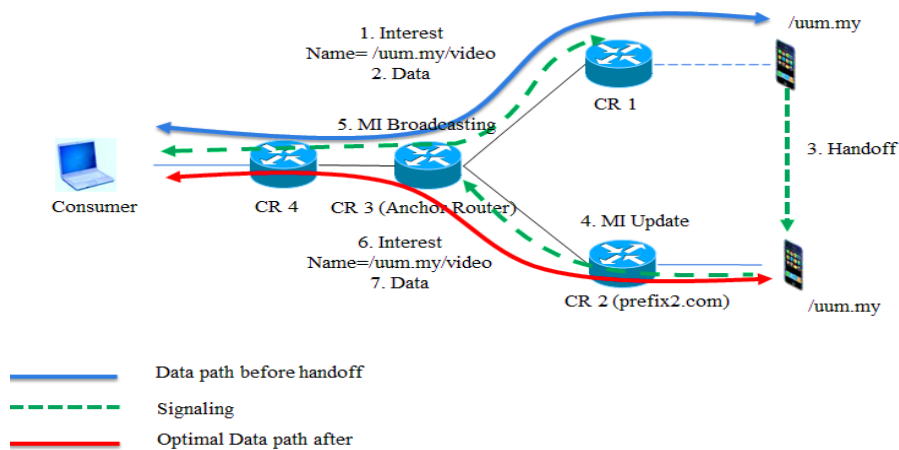 1. Interest
Name= /uum.my/video
2. Data
/uum.my
CR 1
5. MI Broadcasting
3. Handoff
Consumer
CR 4
CR 3 (Anchor Router)
4. MI Update
6. Interest
Name=/uum.my/video
7. Data
CR 2 (prefix2.com)
/uum.my
Data path before handoff
Signaling
Optimal Data path after